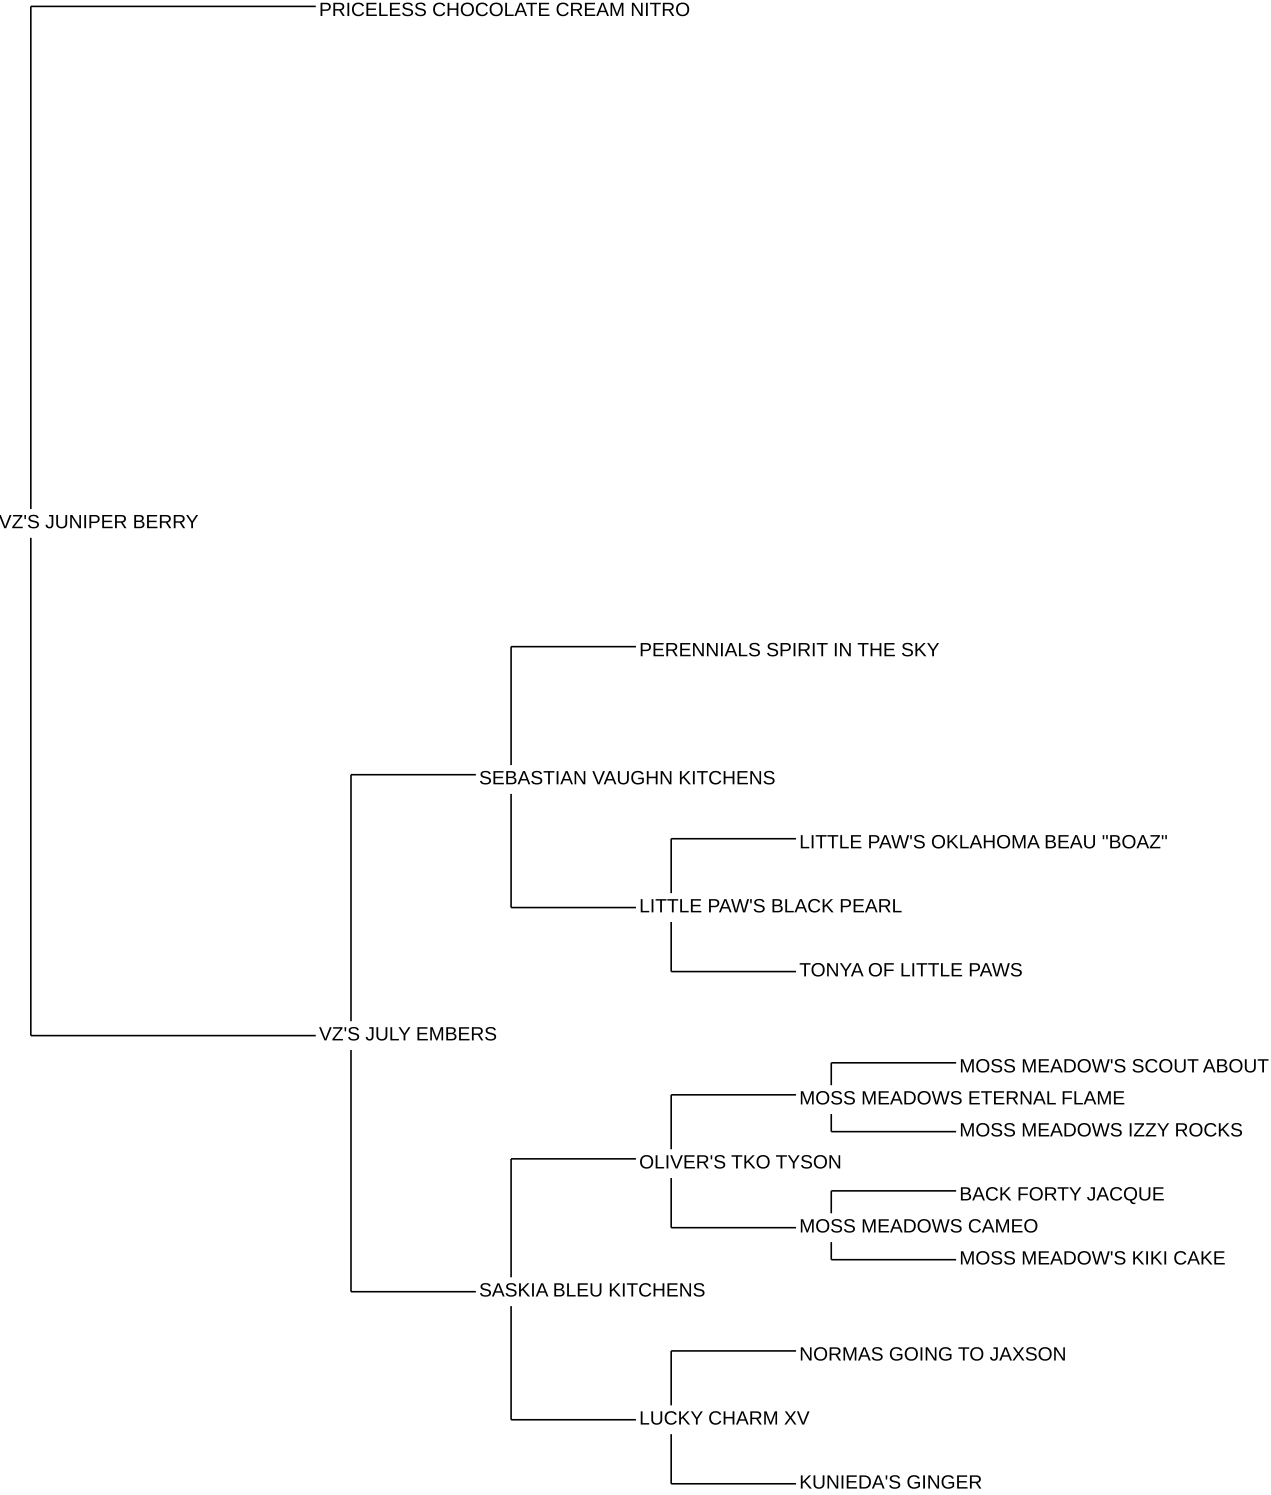 PRICELESS CHOCOLATE CREAM NITRO
VZ'S JUNIPER BERRY
PERENNIALS SPIRIT IN THE SKY
SEBASTIAN VAUGHN KITCHENS
LITTLE PAW'S OKLAHOMA BEAU "BOAZ"
LITTLE PAW'S BLACK PEARL
TONYA OF LITTLE PAWS
VZ'S JULY EMBERS
MOSS MEADOW'S SCOUT ABOUT
MOSS MEADOWS ETERNAL FLAME
MOSS MEADOWS IZZY ROCKS
OLIVER'S TKO TYSON
BACK FORTY JACQUE
MOSS MEADOWS CAMEO
MOSS MEADOW'S KIKI CAKE
SASKIA BLEU KITCHENS
NORMAS GOING TO JAXSON
LUCKY CHARM XV
KUNIEDA'S GINGER